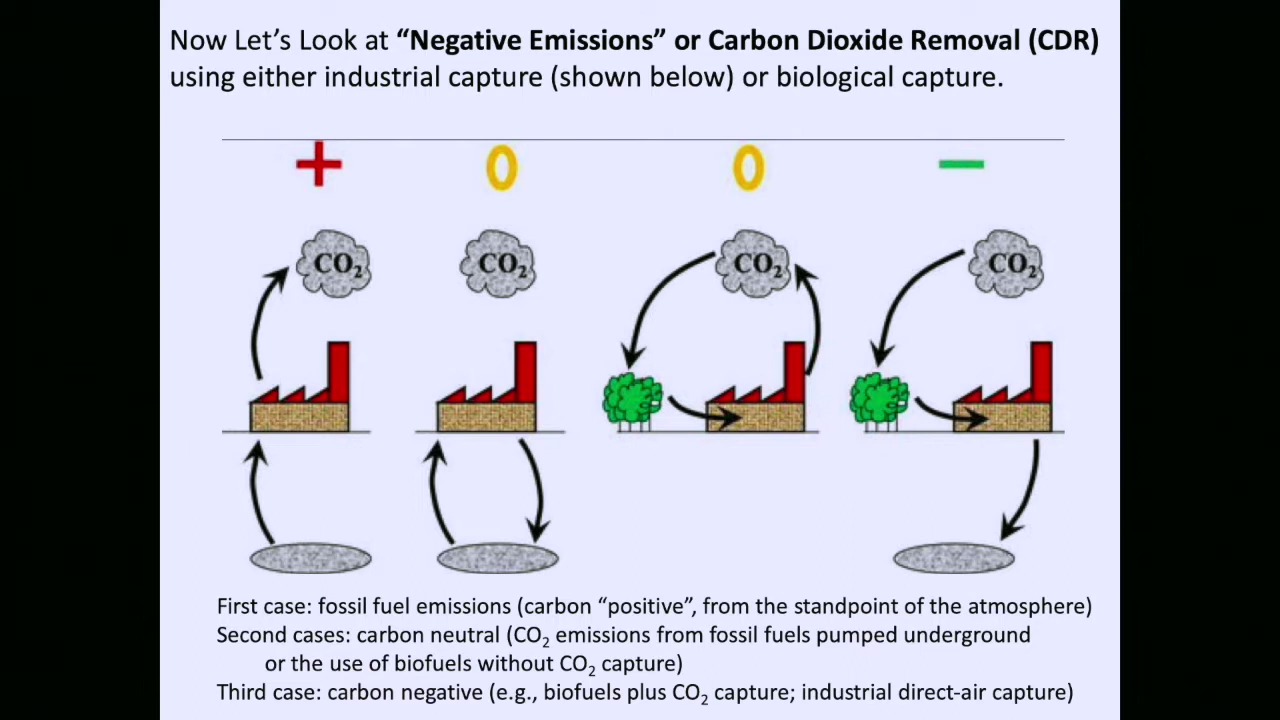 Now Let’s Look at “Negative Emissions” or Carbon Dioxide Removal (CDR)
using either industrial capture (shown below) or biological capture.
+ 0 0 −
CO₂ CO₂ CO₂ CO₂
First case: fossil fuel emissions (carbon “positive”, from the standpoint of the atmosphere)
Second cases: carbon neutral (CO₂ emissions from fossil fuels pumped underground
or the use of biofuels without CO₂ capture)
Third case: carbon negative (e.g., biofuels plus CO₂ capture; industrial direct-air capture)